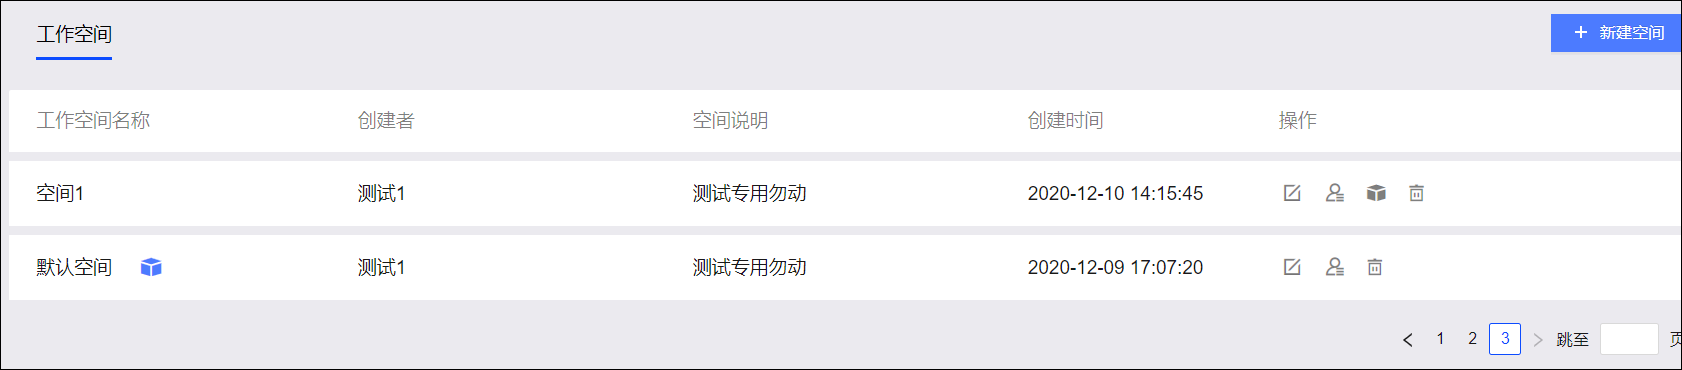 工作空间
+ 新建空间
工作空间名称 创建者 空间说明 创建时间 操作
空间1 测试1 测试专用勿动 2020-12-10 14:15:45
默认空间 测试1 测试专用勿动 2020-12-09 17:07:20
< 1 2 3 > 跳至 页